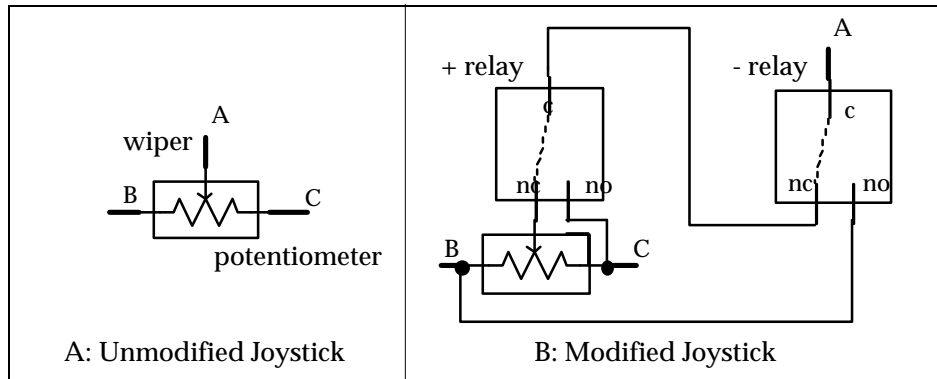 A
wiper
B
C
potentiometer
A: Unmodified Joystick
A
+ relay
- relay
c
c
nc
no
nc
no
B
C
B: Modified Joystick